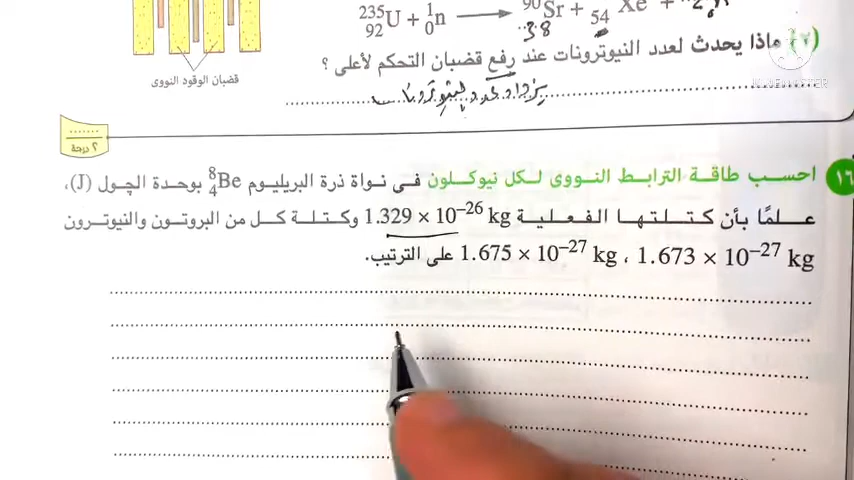 ²³⁵₉₂U + ¹₀n ⟶ ⁹⁰Sr + ₅₄Xe +
38
(٢) ماذا يحدث لعدد النيوترونات عند رفع قضبان التحكم لأعلى ؟
قضبان الوقود النووى
يزداد عدد النيوترونات
٢ درجة
١٦ احسب طاقة الترابط النووى لكل نيوكلون فى نواة ذرة البريليوم ⁸₄Be بوحدة الچول (J)،
علمًا بأن كتلتها الفعلية 1.329 × 10⁻²⁶ kg وكتلة كل من البروتون والنيوترون
1.673 × 10⁻²⁷ kg ، 1.675 × 10⁻²⁷ kg على الترتيب.